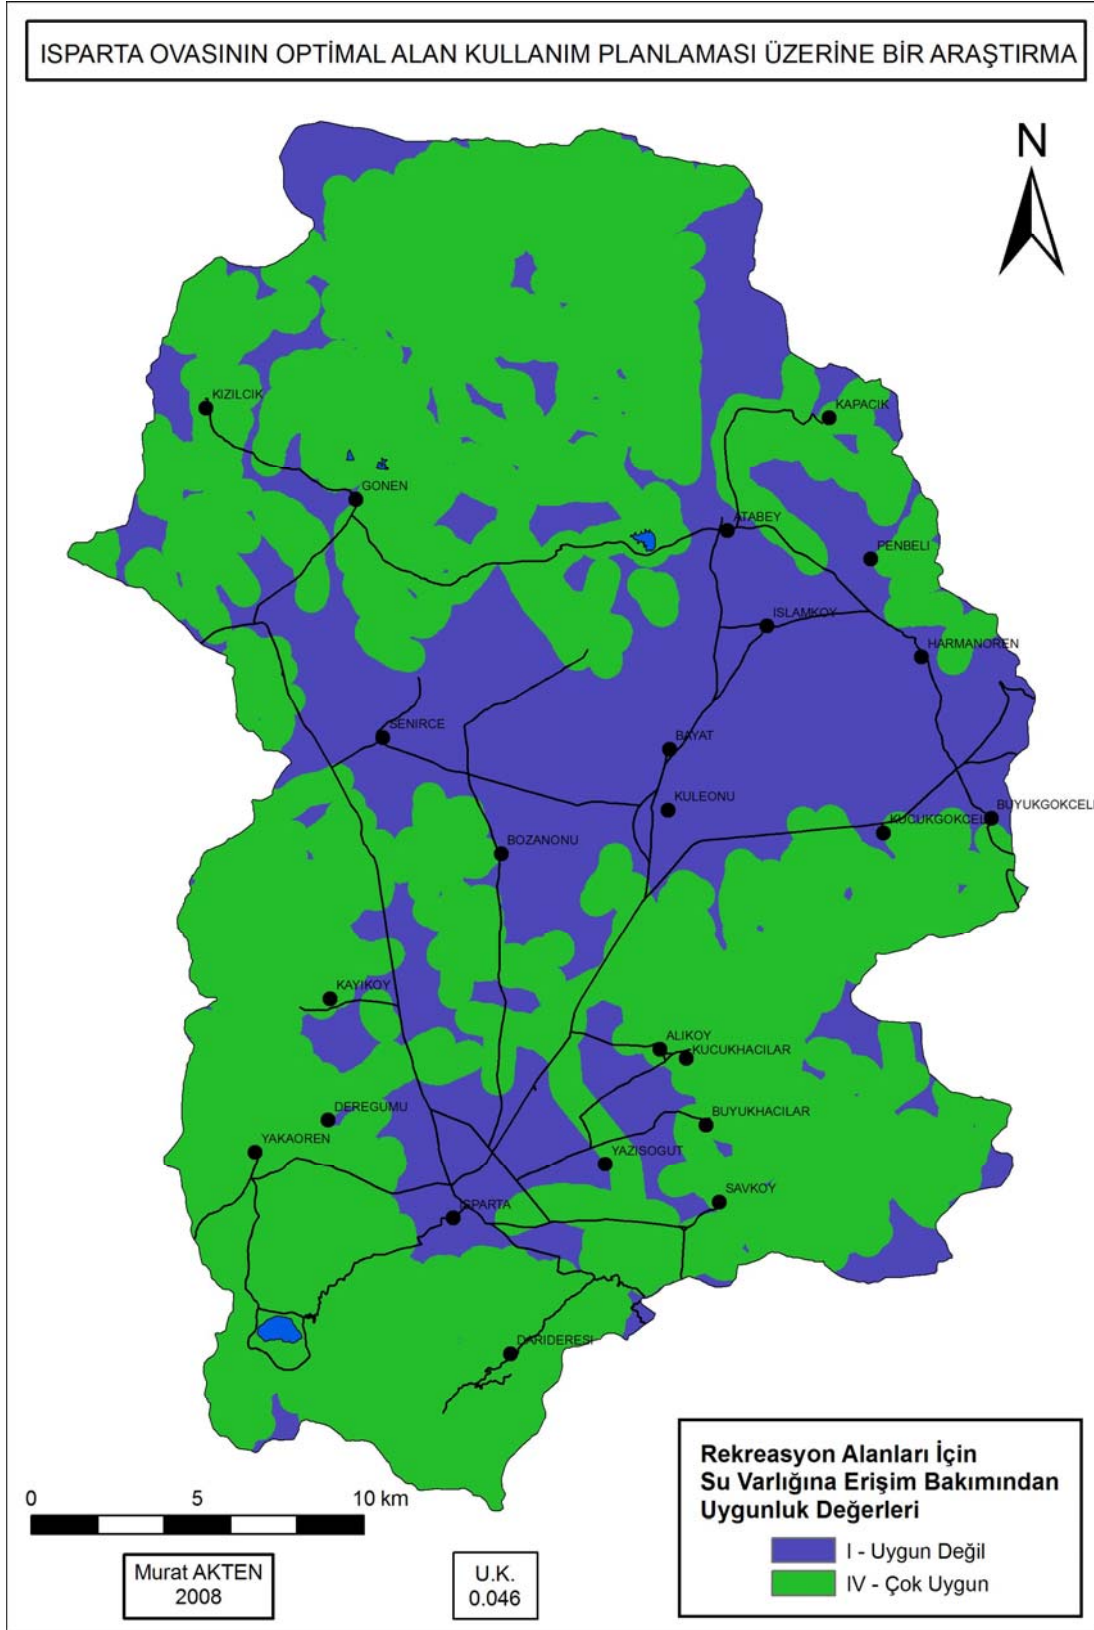 ISPARTA OVASININ OPTİMAL ALAN KULLANIM PLANLAMASI ÜZERİNE BİR ARAŞTIRMA
N
KIZILCIK
KAPACIK
GONEN
ATABEY
PENBELI
ISLAMKOY
HARMANOREN
SENIRCE
BAYAT
KULEONU
KUCUKGOKCELI
BUYUKGOKCELI
BOZANONU
KAYIKOY
ALIKOY
KUCUKHACILAR
DEREGUMU
BUYUKHACILAR
YAKAOREN
YAZISOGUT
SAVKOY
ISPARTA
DARIDERESI
Rekreasyon Alanları İçin
Su Varlığına Erişim Bakımından
Uygunluk Değerleri
I - Uygun Değil
IV - Çok Uygun
0 5 10 km
Murat AKTEN
2008
U.K.
0.046